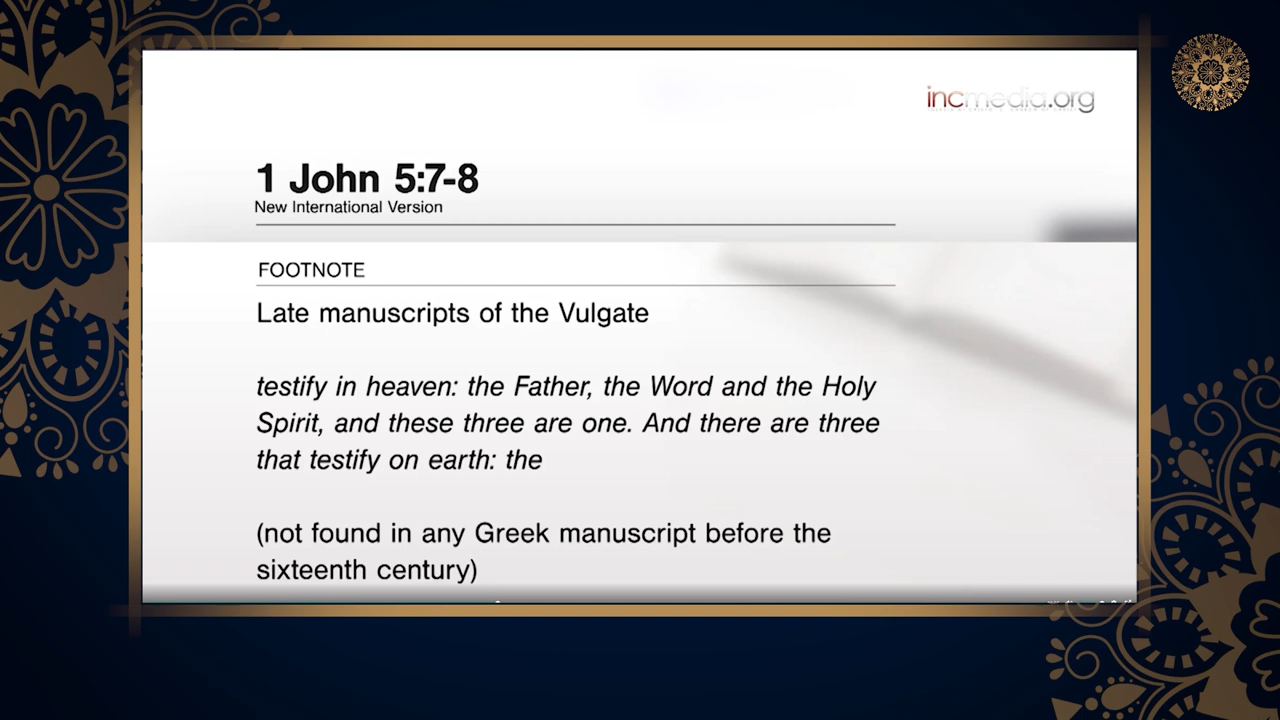 incmedia.org
1 John 5:7-8
New International Version
FOOTNOTE
Late manuscripts of the Vulgate
testify in heaven: the Father, the Word and the Holy
Spirit, and these three are one. And there are three
that testify on earth: the
(not found in any Greek manuscript before the
sixteenth century)